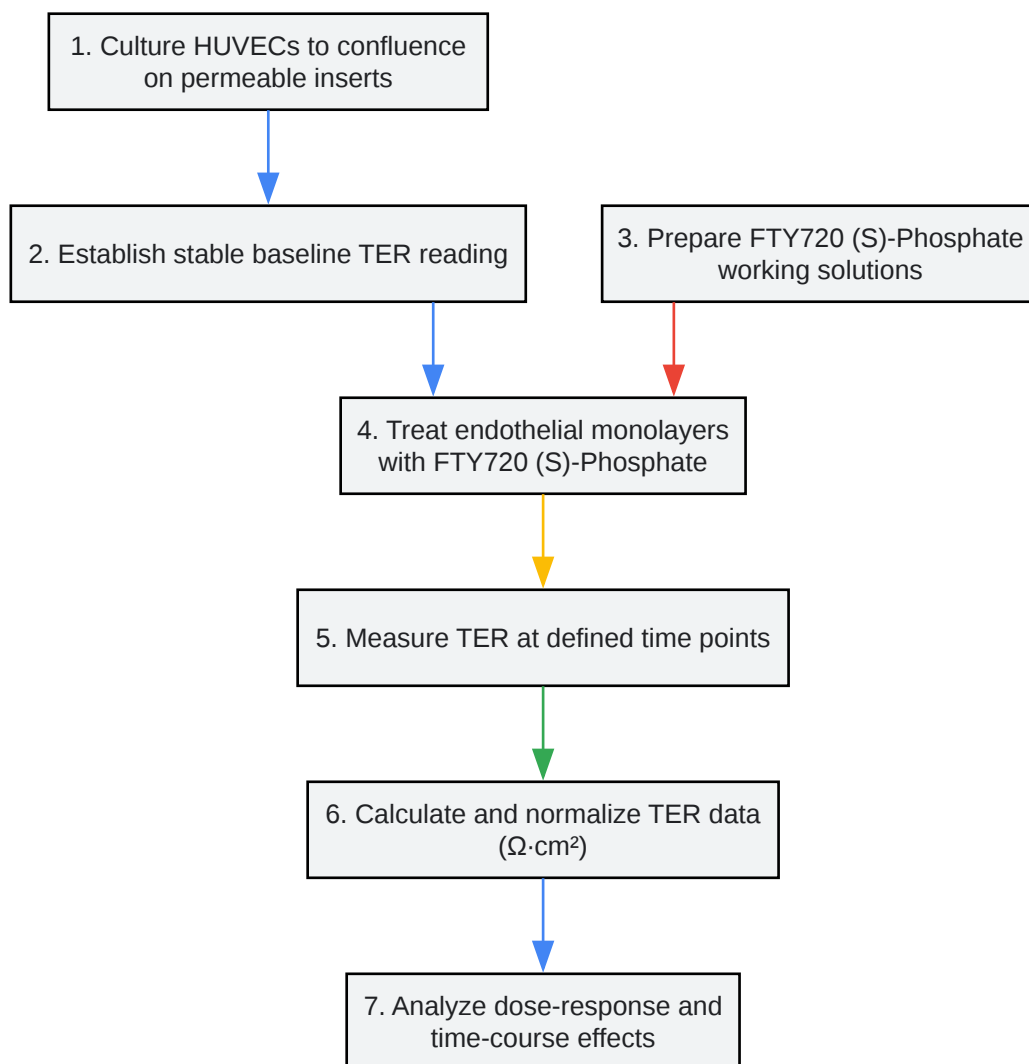 1. Culture HUVECs to confluence
on permeable inserts
2. Establish stable baseline TER reading
3. Prepare FTY720 (S)-Phosphate
working solutions
4. Treat endothelial monolayers
with FTY720 (S)-Phosphate
5. Measure TER at defined time points
6. Calculate and normalize TER data
(Ω·cm²)
7. Analyze dose-response and
time-course effects